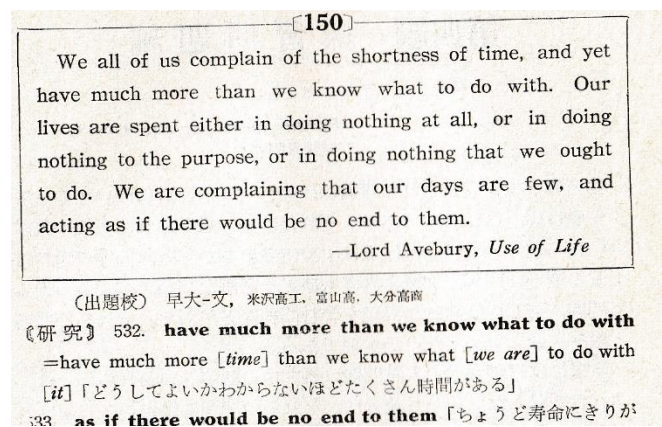 [150]
We all of us complain of the shortness of time, and yet
have much more than we know what to do with. Our
lives are spent either in doing nothing at all, or in doing
nothing to the purpose, or in doing nothing that we ought
to do. We are complaining that our days are few, and
acting as if there would be no end to them.
—Lord Avebury, Use of Life
(出題校) 早大-文, 米沢高工, 富山高, 大分高商
〘研究〙 532. have much more than we know what to do with
=have much more [time] than we know what [we are] to do with
[it]「どうしてよいかわからないほどたくさん時間がある」
533. as if there would be no end to them「ちょうど寿命にきりが